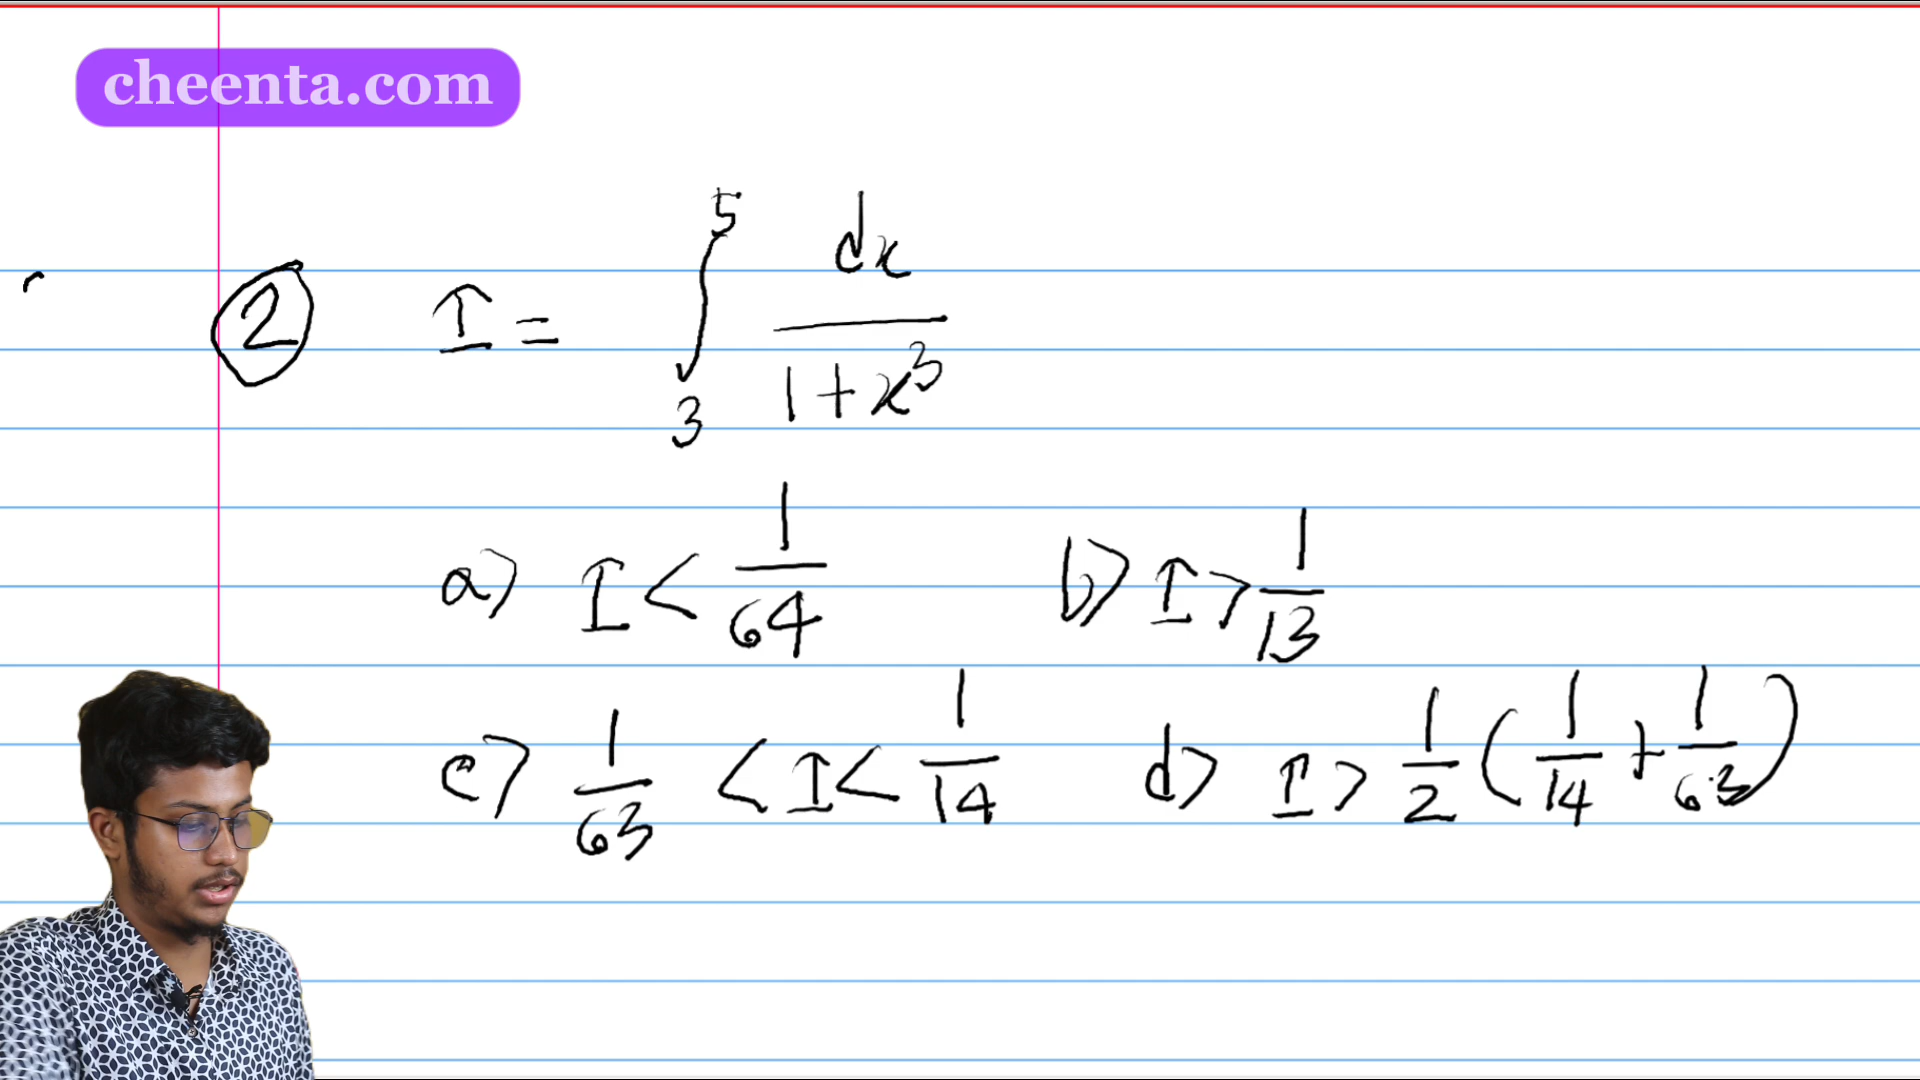 cheenta.com
② I = ∫₃⁵ dx / (1 + x³)
a) I < 1/64 b) I > 1/13
c) 1/63 < I < 1/14 d) I > 1/2 (1/14 + 1/63)